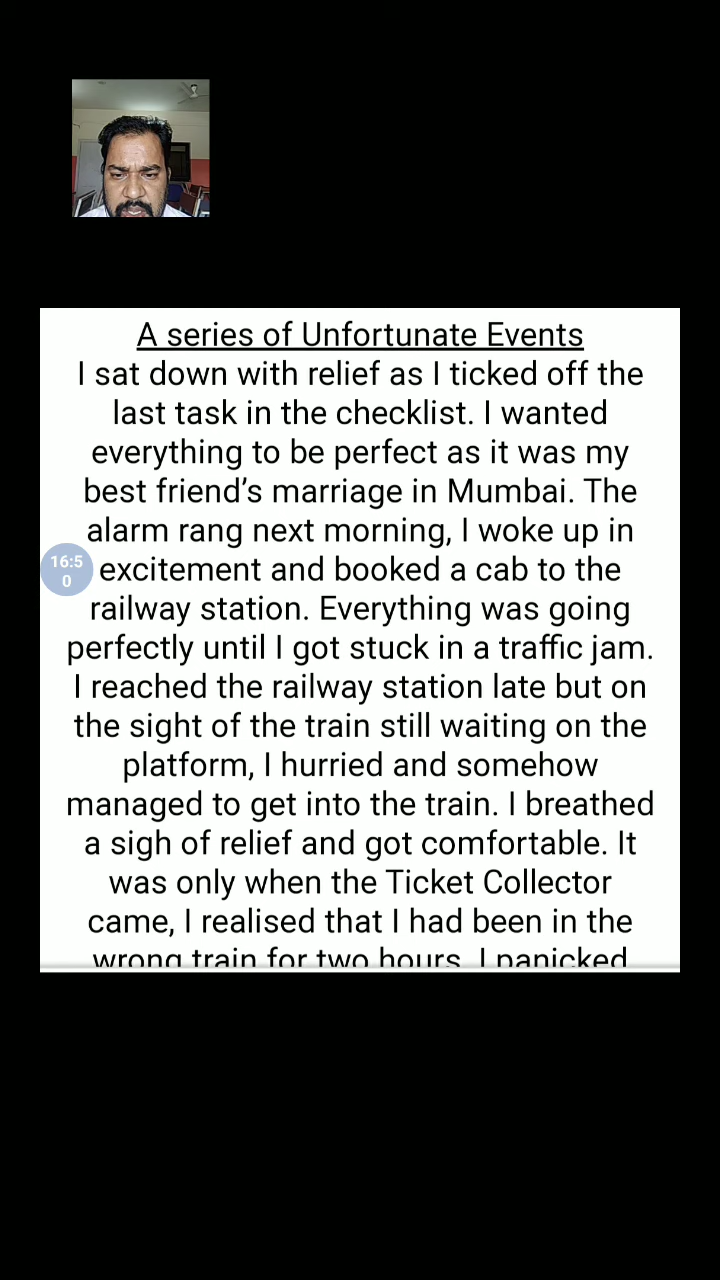 A series of Unfortunate Events
I sat down with relief as I ticked off the
last task in the checklist. I wanted
everything to be perfect as it was my
best friend’s marriage in Mumbai. The
alarm rang next morning, I woke up in
16:5
0
excitement and booked a cab to the
railway station. Everything was going
perfectly until I got stuck in a traffic jam.
I reached the railway station late but on
the sight of the train still waiting on the
platform, I hurried and somehow
managed to get into the train. I breathed
a sigh of relief and got comfortable. It
was only when the Ticket Collector
came, I realised that I had been in the
wrong train for two hours. I panicked